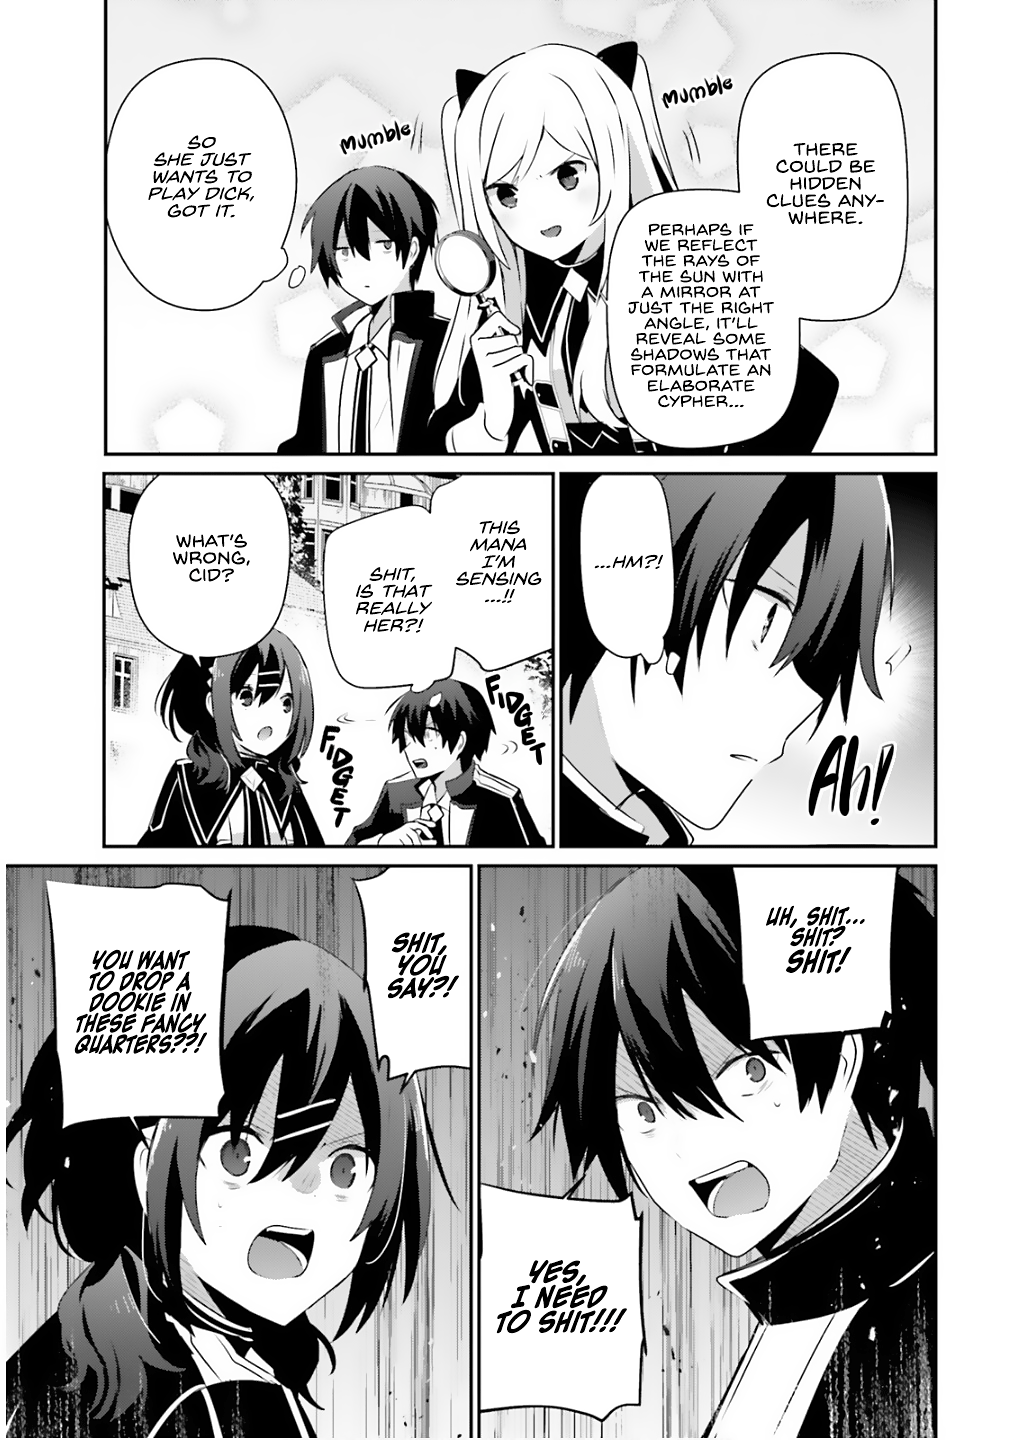 THERE
COULD BE
HIDDEN
CLUES ANY-
WHERE.
PERHAPS IF
WE REFLECT
THE RAYS OF
THE SUN WITH
A MIRROR AT
JUST THE RIGHT
ANGLE, IT'LL
REVEAL SOME
SHADOWS THAT
FORMULATE AN
ELABORATE
CYPHER...
MUMBLE
MUMBLE
SO
SHE JUST
WANTS TO
PLAY DICK,
GOT IT.
...HM?!
Ah!
THIS
MANA
I'M
SENSING
...!!
SHIT,
IS THAT
REALLY
HER?!
FIDGET
FIDGET
WHAT'S
WRONG,
CID?
UH, SHIT...
SHIT?
SHIT!
SHIT,
YOU
SAY?!
YOU WANT
TO DROP A
DOOKIE IN
THESE FANCY
QUARTERS??!
YES,
I NEED
TO SHIT!!!